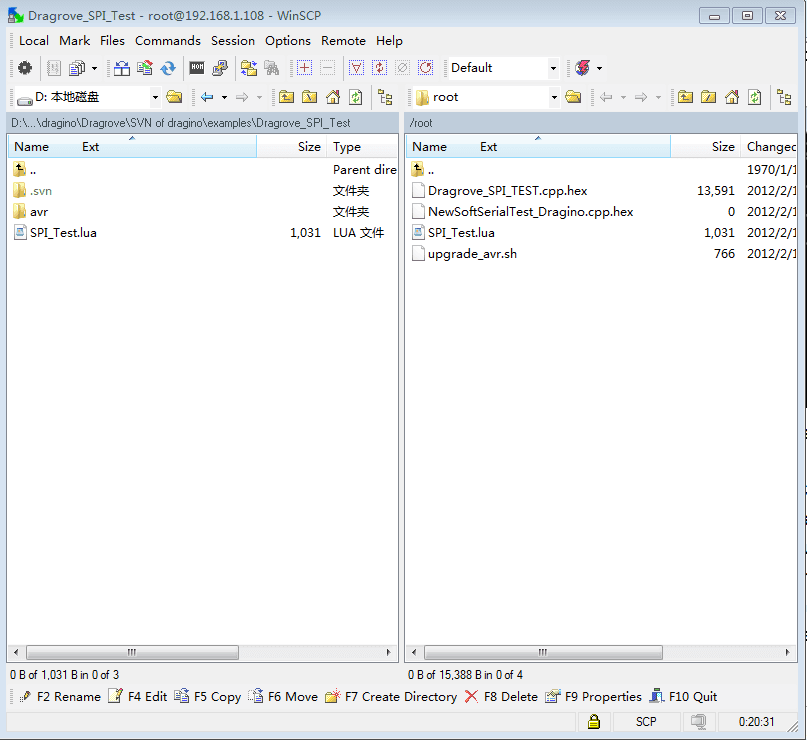 Dragrove_SPI_Test - root@192.168.1.108 - WinSCP
Local Mark Files Commands Session Options Remote Help
Default
D: 本地磁盘
root
D:\...\dragino\Dragrove\SVN of dragino\examples\Dragrove_SPI_Test
/root
Name Ext Size Type
.. Parent dire
.svn 文件夹
avr 文件夹
SPI_Test.lua 1,031 LUA 文件
Name Ext Size Changed
.. 1970/1/1
Dragrove_SPI_TEST.cpp.hex 13,591 2012/2/1
NewSoftSerialTest_Dragino.cpp.hex 0 2012/2/1
SPI_Test.lua 1,031 2012/2/1
upgrade_avr.sh 766 2012/2/1
0 B of 1,031 B in 0 of 3
0 B of 15,388 B in 0 of 4
F2 Rename F4 Edit F5 Copy F6 Move F7 Create Directory F8 Delete F9 Properties F10 Quit
SCP 0:20:31